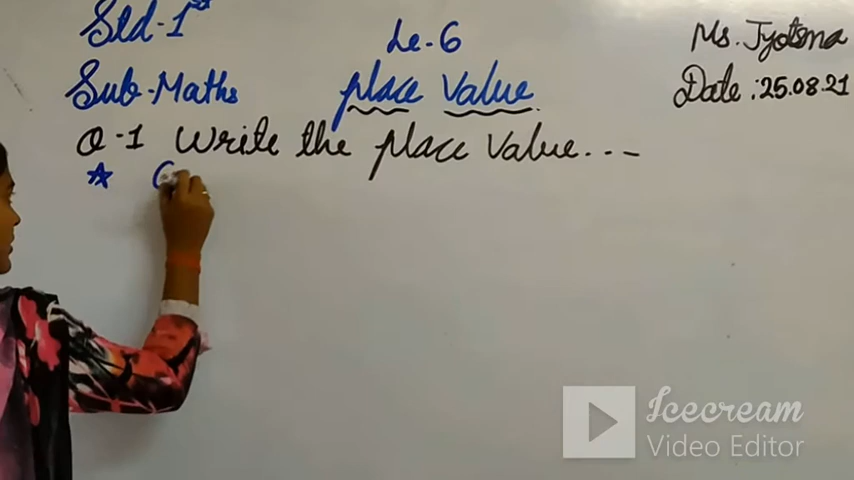 Std-1st
Le-6
Ms. Jyotsna
Sub-Maths
Place Value
Date :25.08.21
Q-1 Write the place Value...
Icecream
Video Editor